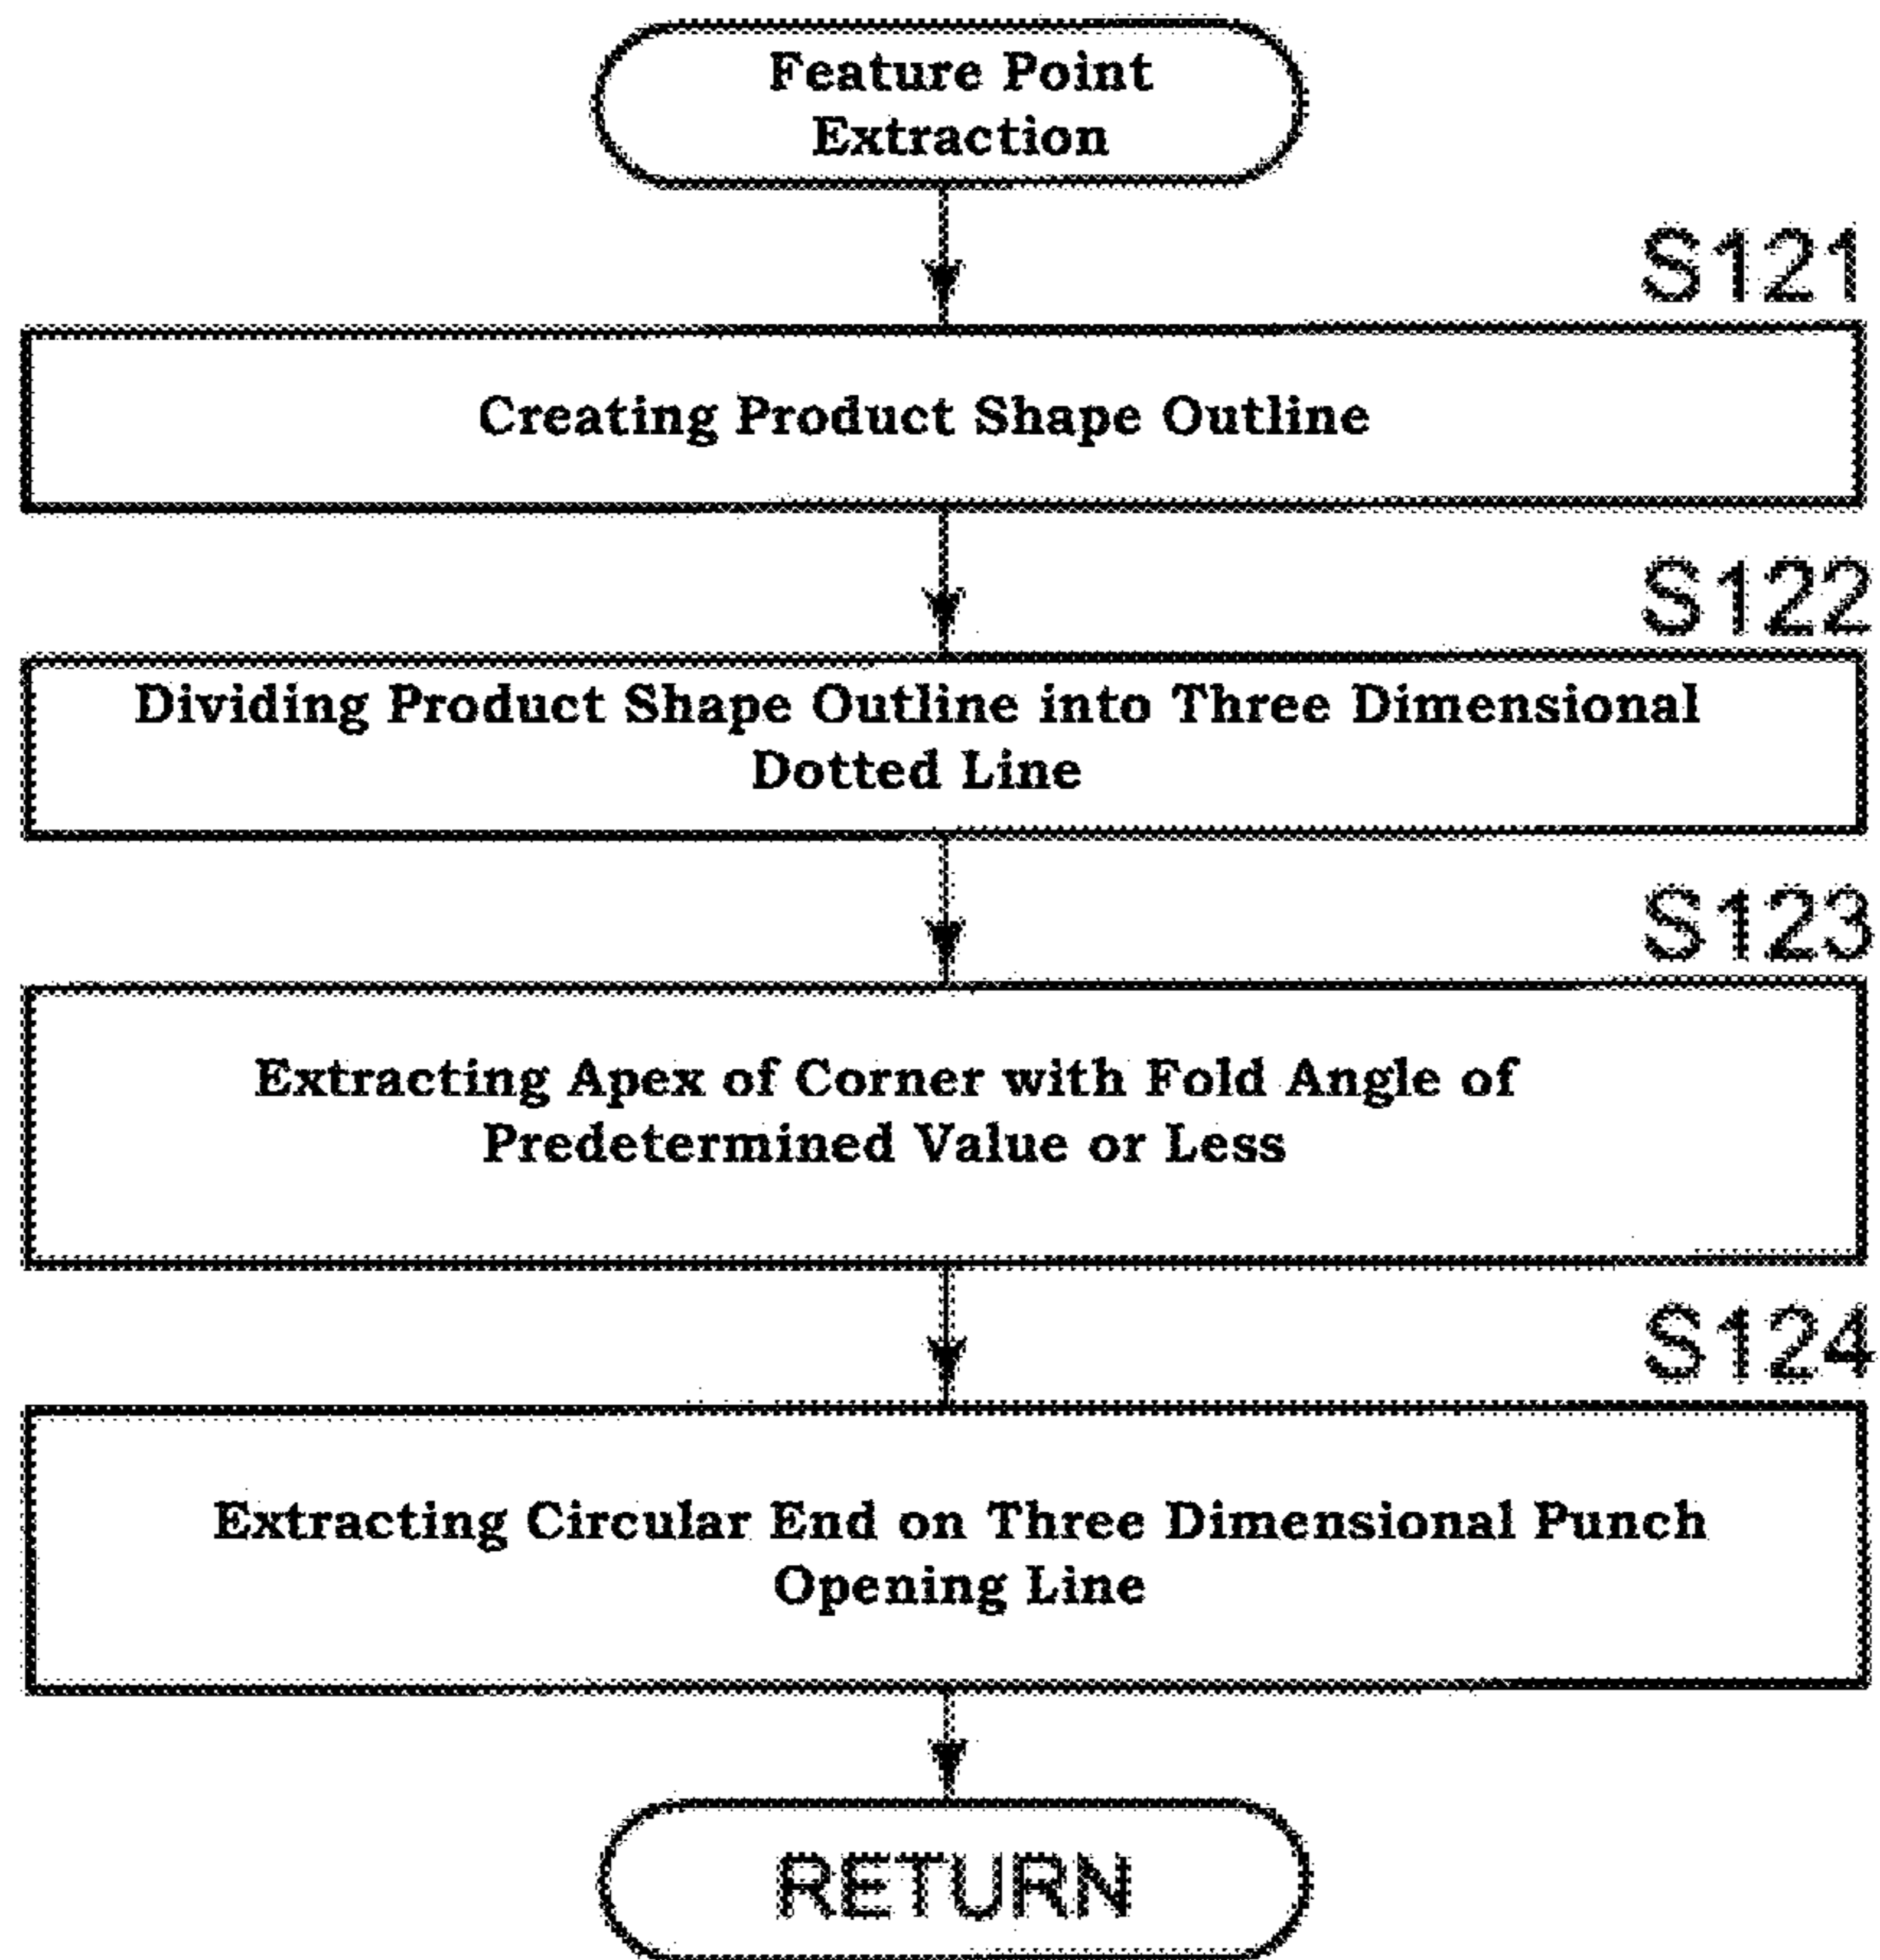 Feature Point
Extraction
S121
Creating Product Shape Outline
S122
Dividing Product Shape Outline into Three Dimensional
Dotted Line
S123
Extracting Apex of Corner with Fold Angle of
Predetermined Value or Less
S124
Extracting Circular End on Three Dimensional Punch
Opening Line
RETURN